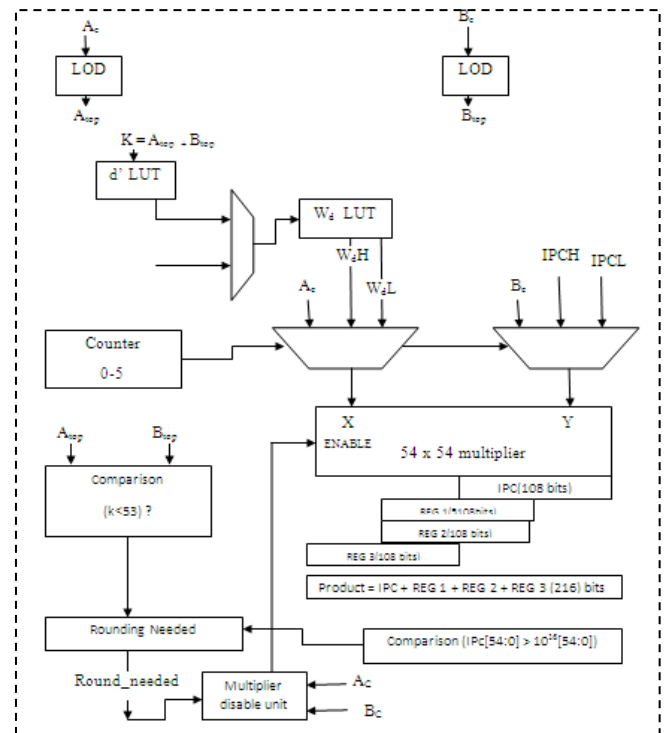 Ac
Bc
LOD
LOD
Atop
Btop
K = Atop + Btop
d' LUT
Wd LUT
WdH
WdL
Ac
IPCH
IPCL
Bc
Counter
0-5
X
Y
ENABLE
54 x 54 multiplier
Atop
Btop
Comparison
(k<53) ?
IPC(108 bits)
REG 2(108 bits)
REG 3(108 bits)
Product = IPC + REG 1 + REG 2 + REG 3 (216) bits
Rounding Needed
Comparison (IPc[54:0] > 10¹⁶[54:0])
Round_needed
Multiplier
disable unit
AC
BC